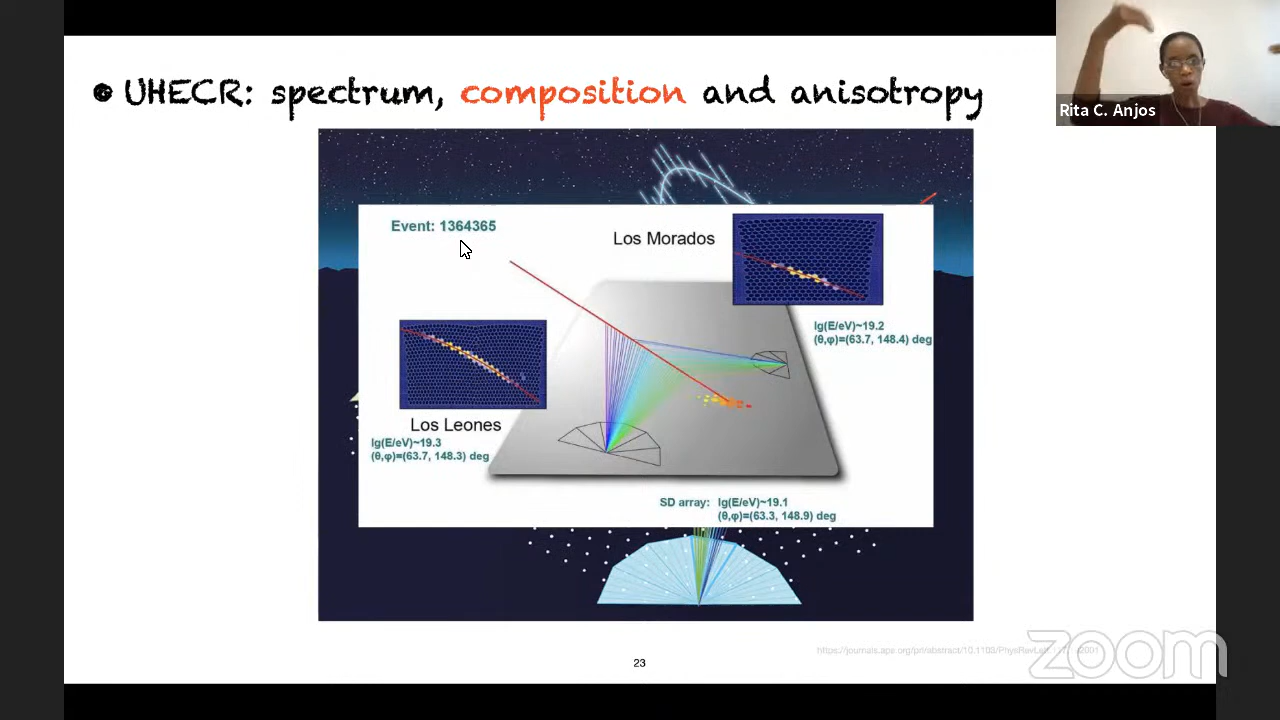 UHECR: spectrum, composition and anisotropy
Rita C. Anjos
Event: 1364365
Los Morados
lg(E/eV)~19.2
(θ,φ)=(63.7, 148.4) deg
Los Leones
lg(E/eV)~19.3
(θ,φ)=(63.7, 148.3) deg
SD array: lg(E/eV)~19.1
(θ,φ)=(63.3, 148.9) deg
23
zoom